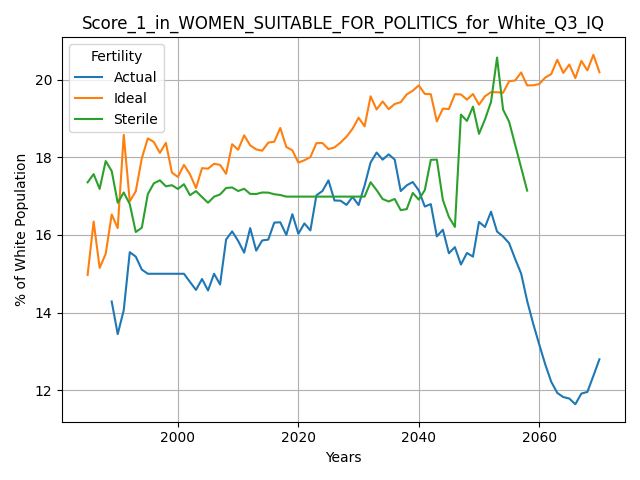 Score_1_in_WOMEN_SUITABLE_FOR_POLITICS_for_White_Q3_IQ
Fertility
Actual
Ideal
Sterile
% of White Population
20
18
16
14
12
2000
2020
2040
2060
Years